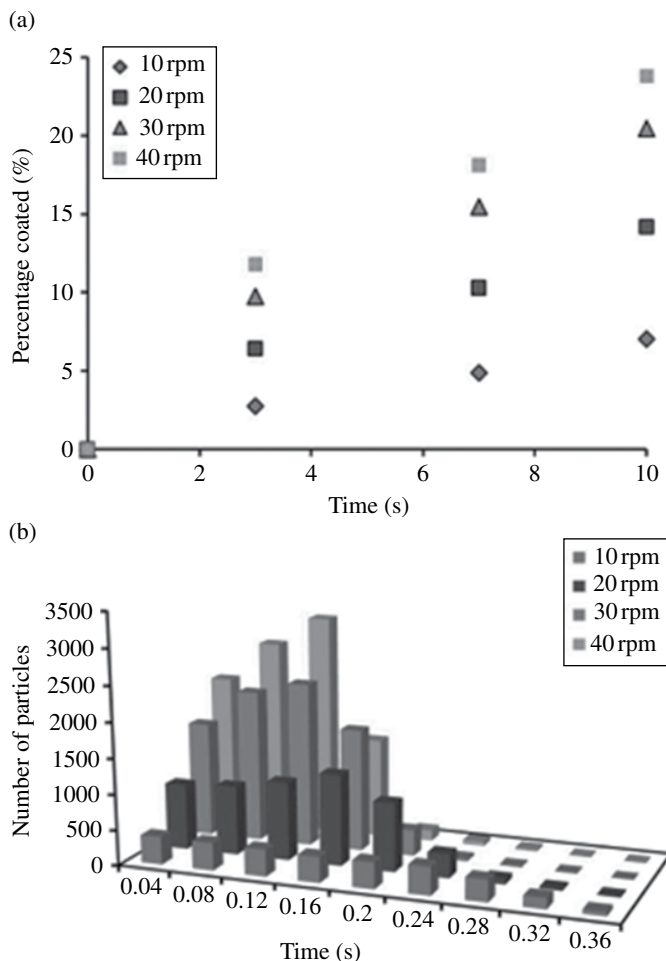 (a)
25
20
15
10
5
0
Percentage coated (%)
10 rpm
20 rpm
30 rpm
40 rpm
0 2 4 6 8 10
Time (s)
(b)
10 rpm
20 rpm
30 rpm
40 rpm
3500
3000
2500
2000
1500
1000
500
0
Number of particles
0.04 0.08 0.12 0.16 0.2 0.24 0.28 0.32 0.36
Time (s)